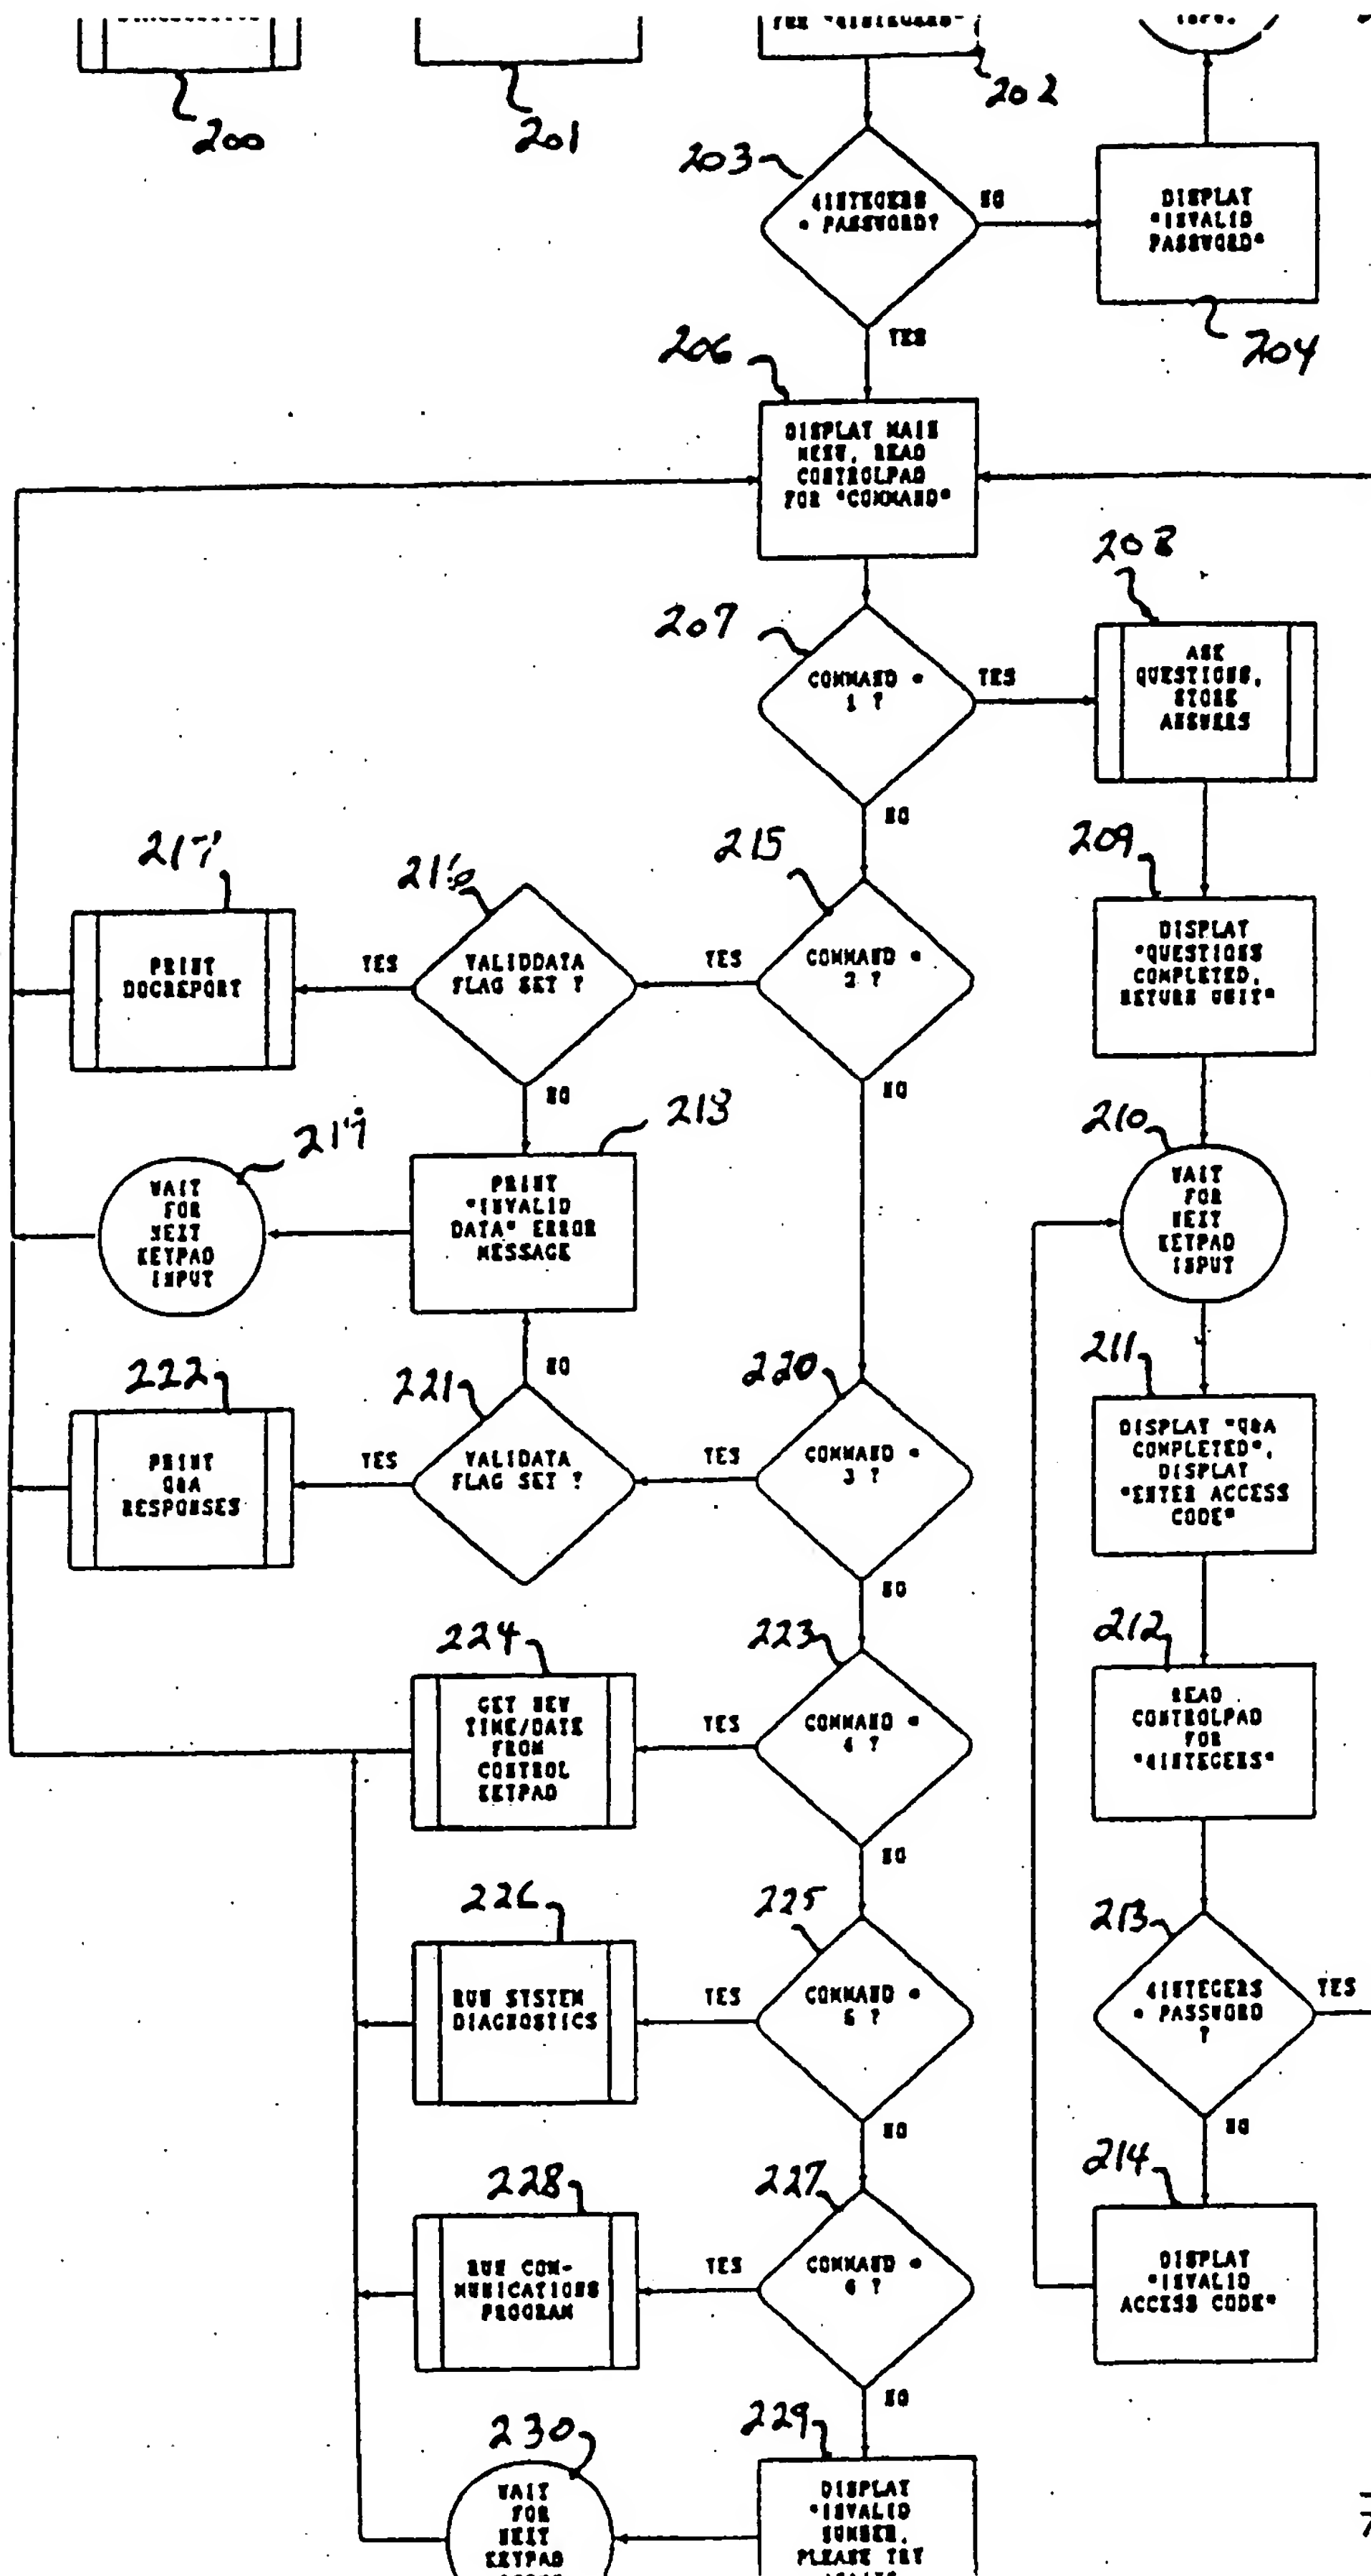 FOR "4INTEGERS"
200
201
202
203
4INTEGERS
= PASSWORD?
NO
DISPLAY
"INVALID
PASSWORD"
204
YES
206
DISPLAY MAIN
MENU, READ
CONTROLPAD
FOR "COMMAND"
207
COMMAND =
1 ?
YES
208
ASK
QUESTIONS,
STORE
ANSWERS
NO
209
DISPLAY
"QUESTIONS
COMPLETED,
RETURN UNIT"
215
COMMAND =
2 ?
YES
216
VALIDDATA
FLAG SET ?
YES
217
PRINT
DOCREPORT
NO
NO
218
PRINT
"INVALID
DATA" ERROR
MESSAGE
219
WAIT
FOR
NEXT
KEYPAD
INPUT
210
WAIT
FOR
NEXT
KEYPAD
INPUT
NO
220
COMMAND =
3 ?
YES
221
VALIDATA
FLAG SET ?
YES
222
PRINT
Q&A
RESPONSES
211
DISPLAY "Q&A
COMPLETED",
DISPLAY
"ENTER ACCESS
CODE"
NO
212
READ
CONTROLPAD
FOR
"4INTEGERS"
223
COMMAND =
4 ?
YES
224
GET NEW
TIME/DATE
FROM
CONTROL
KEYPAD
NO
213
4INTEGERS
= PASSWORD
?
YES
225
COMMAND =
5 ?
YES
226
RUN SYSTEM
DIAGNOSTICS
NO
NO
214
DISPLAY
"INVALID
ACCESS CODE"
227
COMMAND =
6 ?
YES
228
RUN COM-
MUNICATIONS
PROGRAM
NO
229
DISPLAY
"INVALID
NUMBER,
PLEASE TRY
230
WAIT
FOR
NEXT
KEYPAD